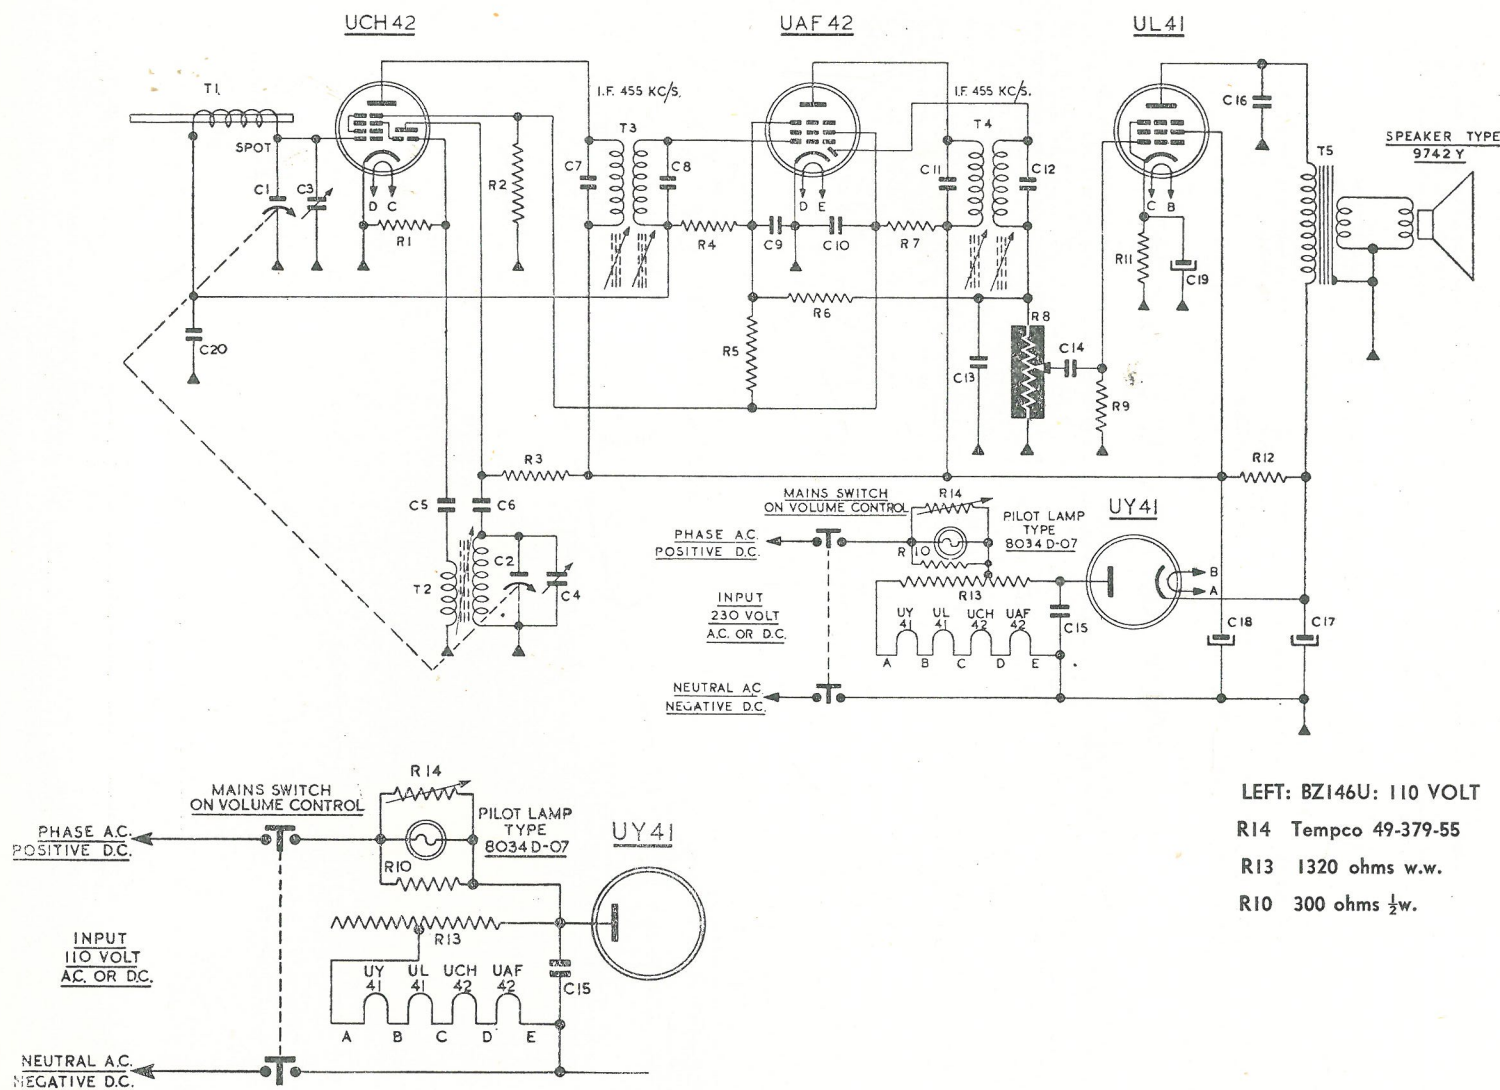 UCH42
UAF42
UL41
T1
SPOT
C1
C3
D C
R1
R2
C20
I.F. 455 KC/S.
C7
T3
C8
R4
C9
D E
C10
R7
R5
R6
I.F. 455 KC/S.
C11
T4
C12
C13
R8
C14
R9
C B
R11
C19
C16
T5
SPEAKER TYPE
9742Y
R3
R12
C5
C6
T2
C2
C4
MAINS SWITCH
ON VOLUME CONTROL
R14
PILOT LAMP
TYPE
8034D-07
UY41
PHASE A.C.
POSITIVE D.C.
R 10
R13
B
A
INPUT
230 VOLT
A.C. OR D.C.
UY
41
UL
41
UCH
42
UAF
42
A B C D E
C15
C18
C17
NEUTRAL AC
NEGATIVE D.C.
MAINS SWITCH
ON VOLUME CONTROL
R14
PILOT LAMP
TYPE
8034D-07
UY41
PHASE A.C.
POSITIVE D.C.
R10
R13
INPUT
110 VOLT
A.C. OR D.C.
UY
41
UL
41
UCH
42
UAF
42
A B C D E
C15
NEUTRAL A.C.
NEGATIVE D.C.
LEFT: BZ146U: 110 VOLT
R14 Tempco 49-379-55
R13 1320 ohms w.w.
R10 300 ohms ½w.